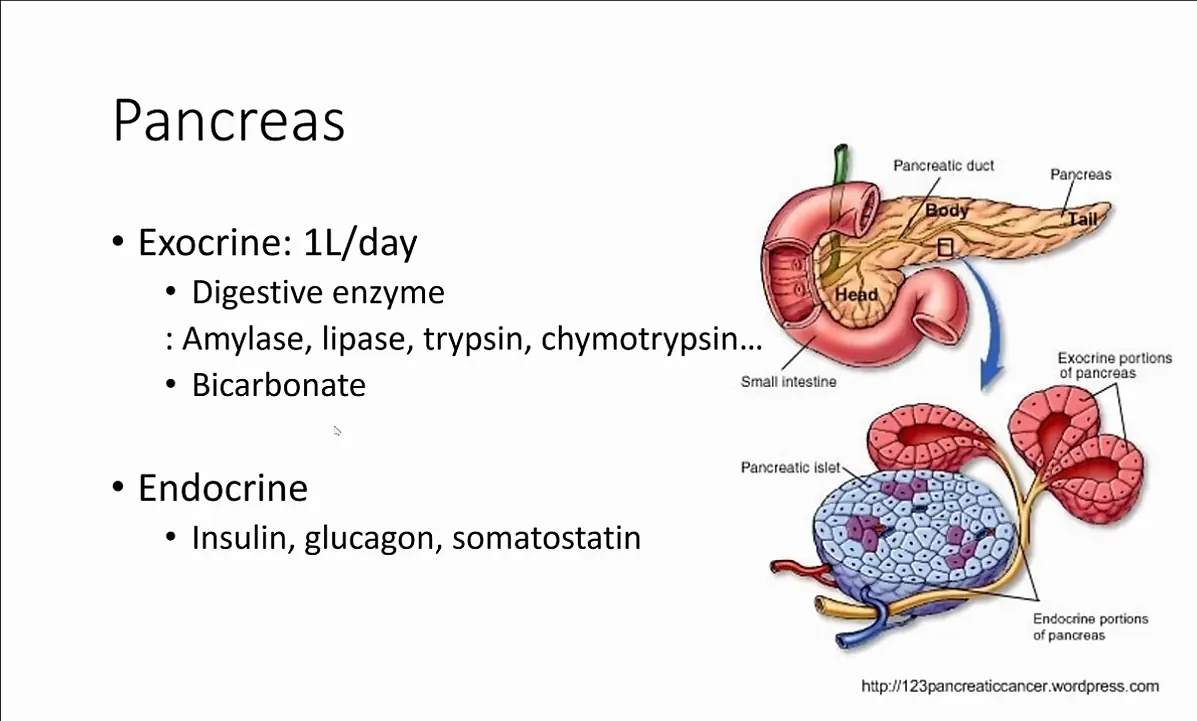 Pancreas
• Exocrine: 1L/day
• Digestive enzyme
: Amylase, lipase, trypsin, chymotrypsin...
• Bicarbonate
• Endocrine
• Insulin, glucagon, somatostatin
Pancreatic duct
Pancreas
Body
Tail
Head
Small intestine
Exocrine portions
of pancreas
Pancreatic islet
Endocrine portions
of pancreas
http://123pancreaticcancer.wordpress.com